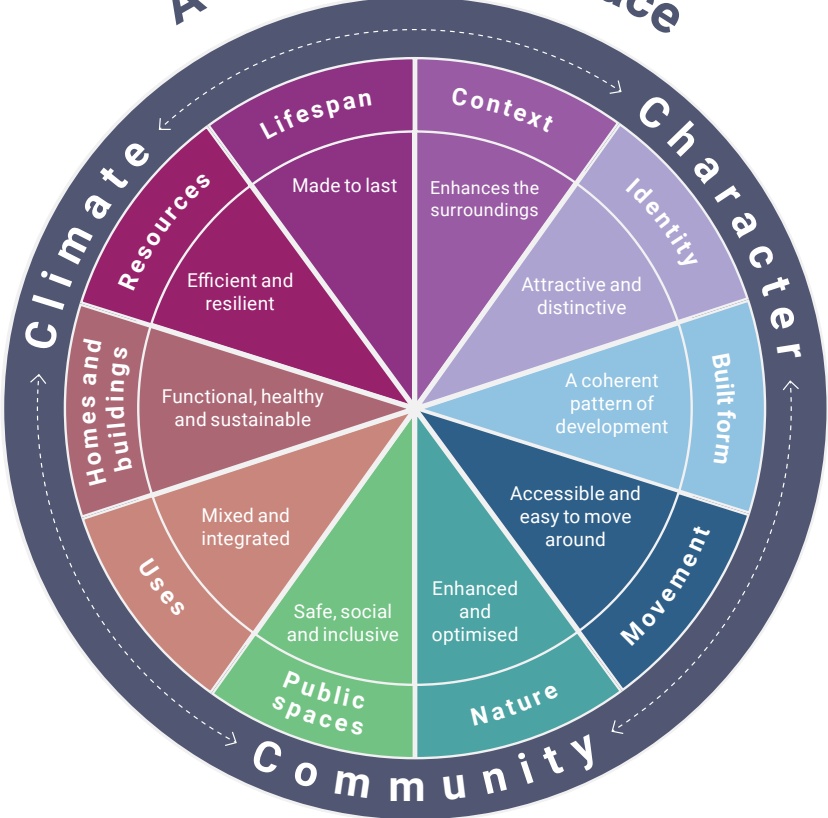 Climate
Character
Community
Context
Enhances the
surroundings
Identity
Attractive and
distinctive
Built form
A coherent
pattern of
development
Movement
Accessible and
easy to move
around
Nature
Enhanced
and
optimised
Public
spaces
Safe, social
and inclusive
Uses
Mixed and
integrated
Homes and
buildings
Functional, healthy
and sustainable
Resources
Efficient and
resilient
Lifespan
Made to last